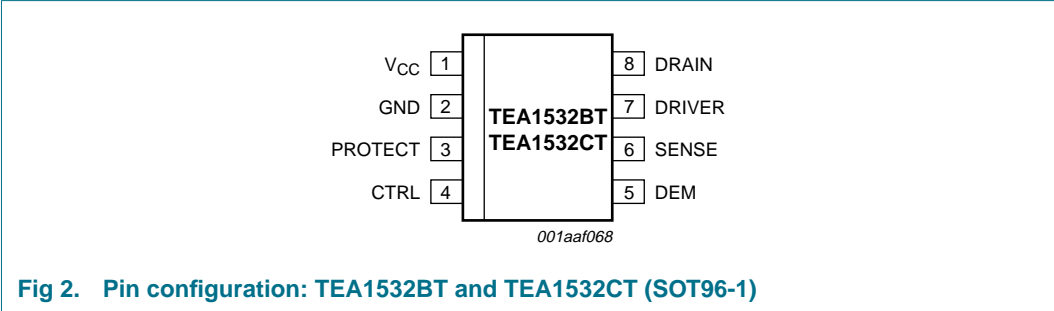 VCC 1
GND 2
PROTECT 3
CTRL 4
TEA1532BT
TEA1532CT
8 DRAIN
7 DRIVER
6 SENSE
5 DEM
001aaf068
Fig 2. Pin configuration: TEA1532BT and TEA1532CT (SOT96-1)